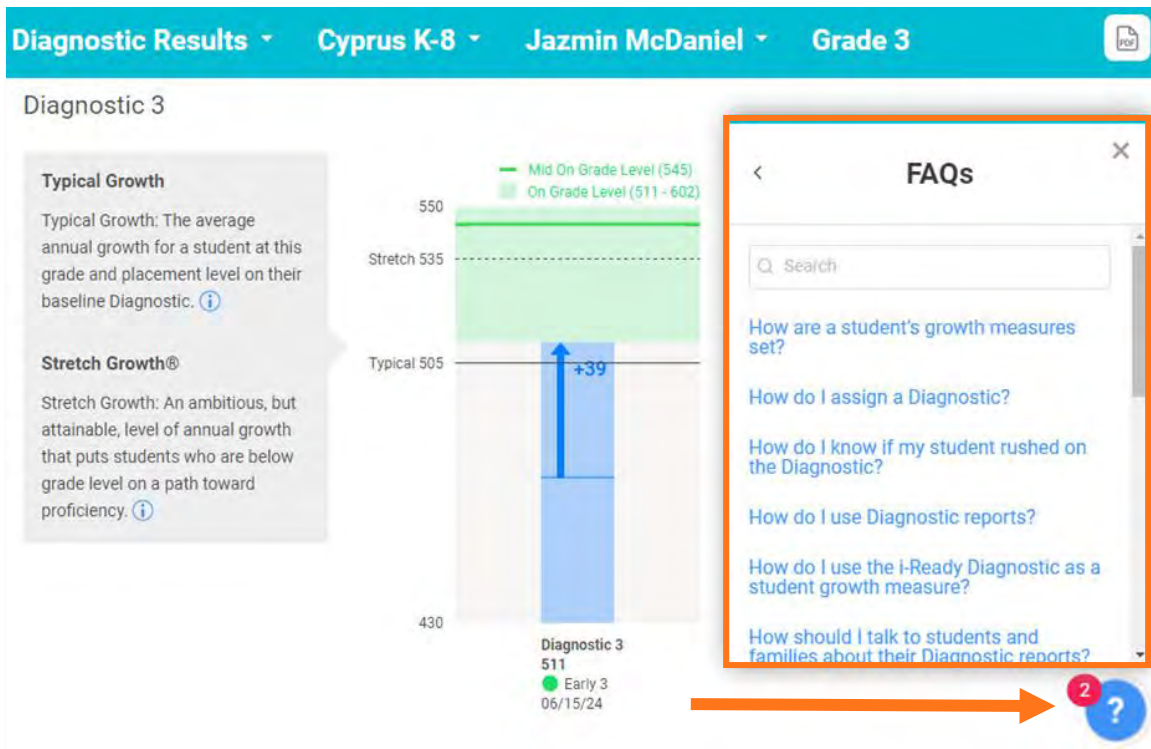 Diagnostic Results Cyprus K-8 Jazmin McDaniel Grade 3
PDF
Diagnostic 3
Typical Growth
Typical Growth: The average
annual growth for a student at this
grade and placement level on their
baseline Diagnostic. i
Stretch Growth®
Stretch Growth: An ambitious, but
attainable, level of annual growth
that puts students who are below
grade level on a path toward
proficiency. i
Mid On Grade Level (545)
On Grade Level (511 - 602)
550
Stretch 535
Typical 505
+39
430
Diagnostic 3
511
Early 3
06/15/24
FAQs
Search
How are a student's growth measures
set?
How do I assign a Diagnostic?
How do I know if my student rushed on
the Diagnostic?
How do I use Diagnostic reports?
How do I use the i-Ready Diagnostic as a
student growth measure?
How should I talk to students and
families about their Diagnostic reports?
2
?